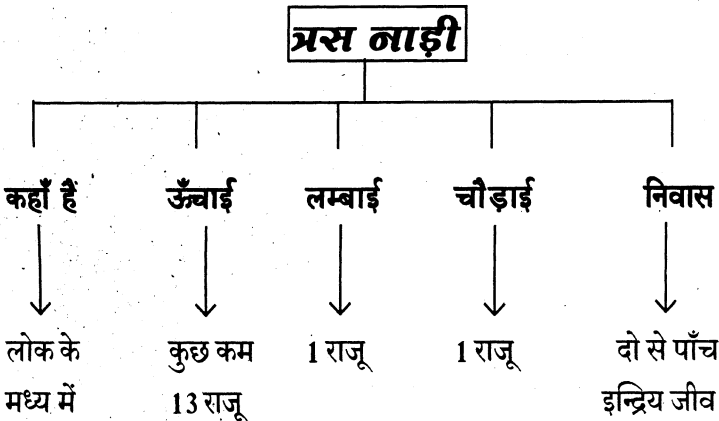 त्रस नाड़ी
कहाँ हैं ऊँचाई लम्बाई चौड़ाई निवास
लोक के कुछ कम 1 राजू 1 राजू दो से पाँच
मध्य में 13 राजू इन्द्रिय जीव